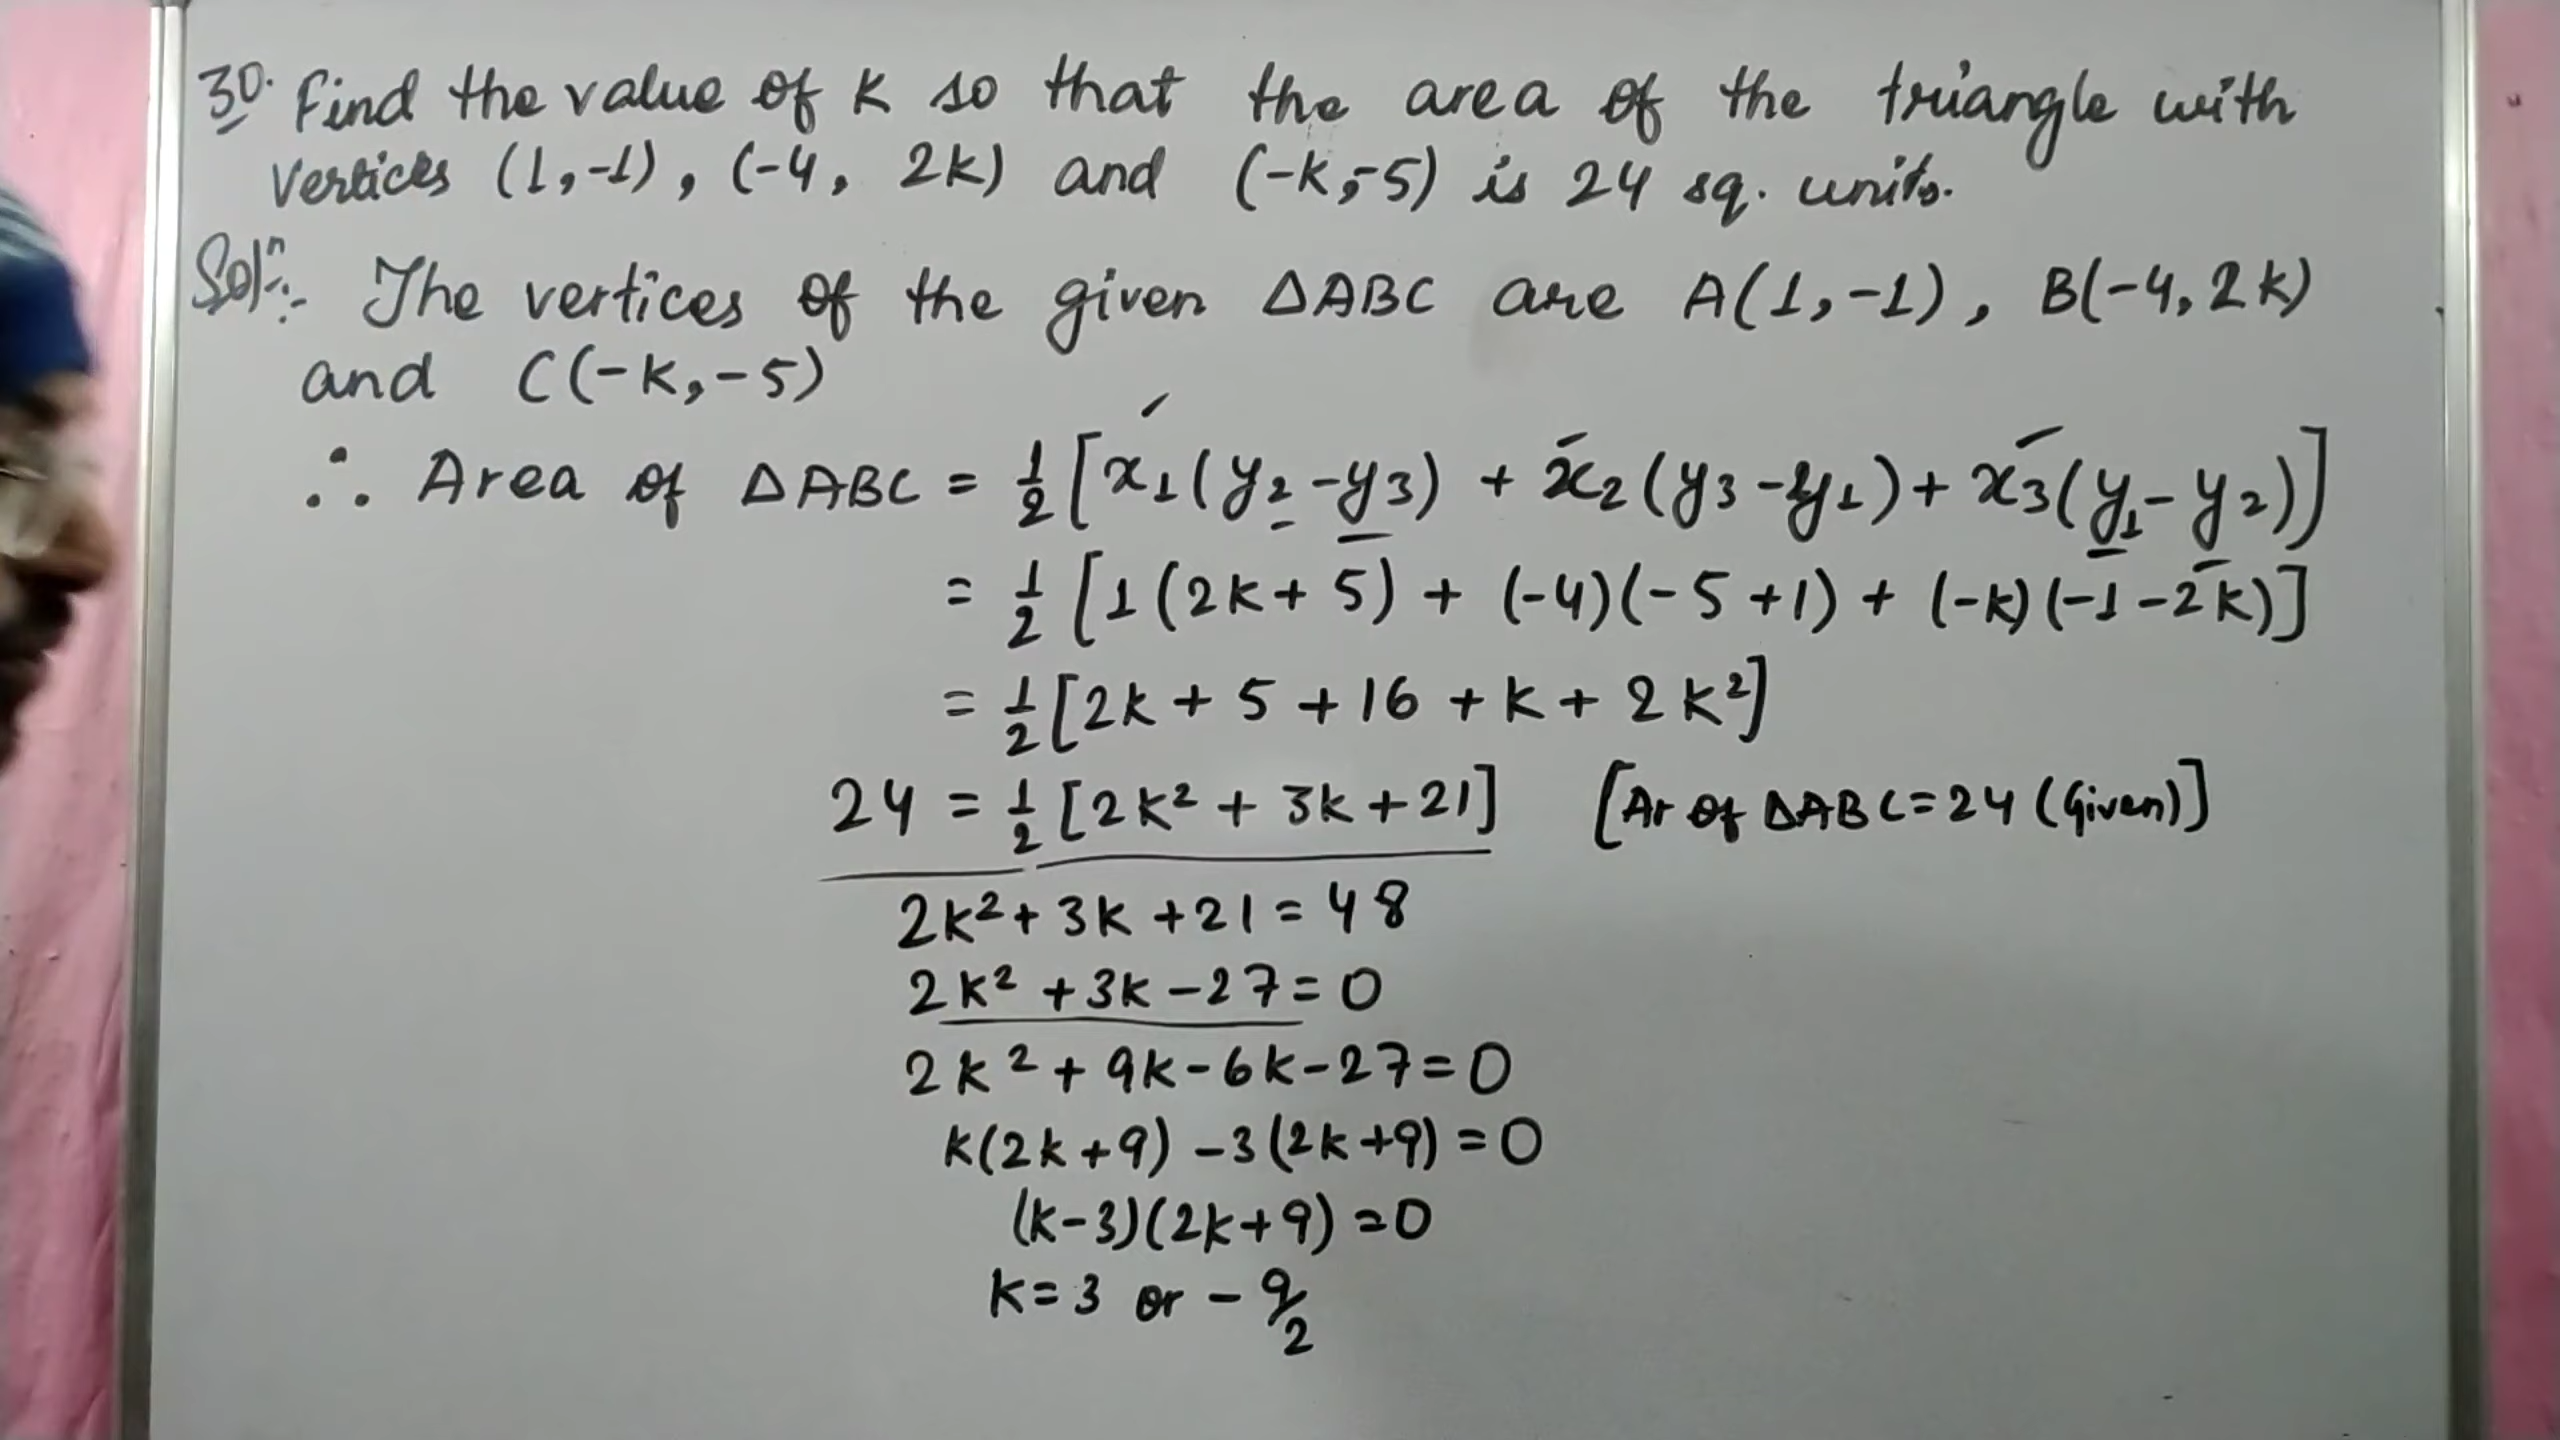 30. Find the value of K so that the area of the triangle with
Vertices (1,-1), (-4, 2K) and (-K,-5) is 24 sq. units.
Solⁿ:- The vertices of the given ΔABC are A(1,-1), B(-4,2k)
and C(-K,-5)
∴ Area of ΔABC = 1/2 [x₁(y₂-y₃) + x₂(y₃-y₁)+ x₃(y₁-y₂)]
= 1/2 [1(2K+5) + (-4)(-5+1) + (-K)(-1-2K)]
= 1/2 [2K + 5 + 16 + K + 2K²]
24 = 1/2 [2K² + 3K+21] [Ar of ΔABC=24 (Given)]
2K²+ 3K +21 = 48
2K² +3K -27=0
2K²+ 9K-6K-27=0
K(2K+9) -3(2K+9) =0
(K-3)(2K+9) =0
K=3 or -9/2